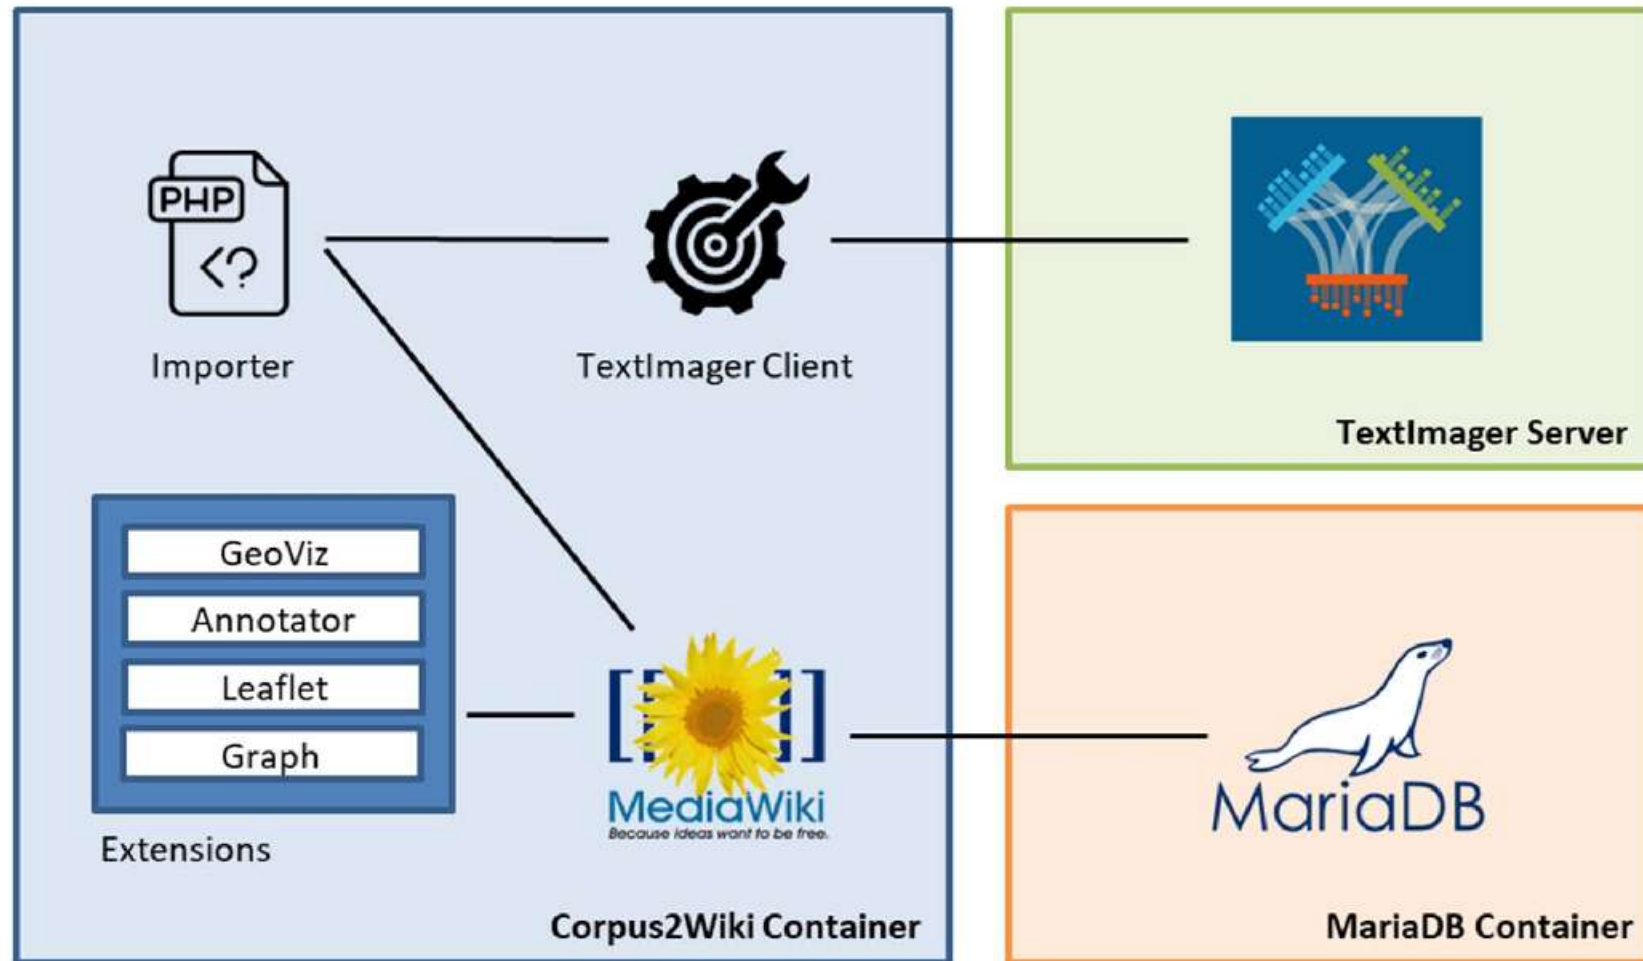 PHP
<?
Importer
TextImager Client
TextImager Server
GeoViz
Annotator
Leaflet
Graph
Extensions
[[ ]]
MediaWiki
Because ideas want to be free.
Corpus2Wiki Container
MariaDB
MariaDB Container